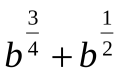 b^{3/4} + b^{1/2}